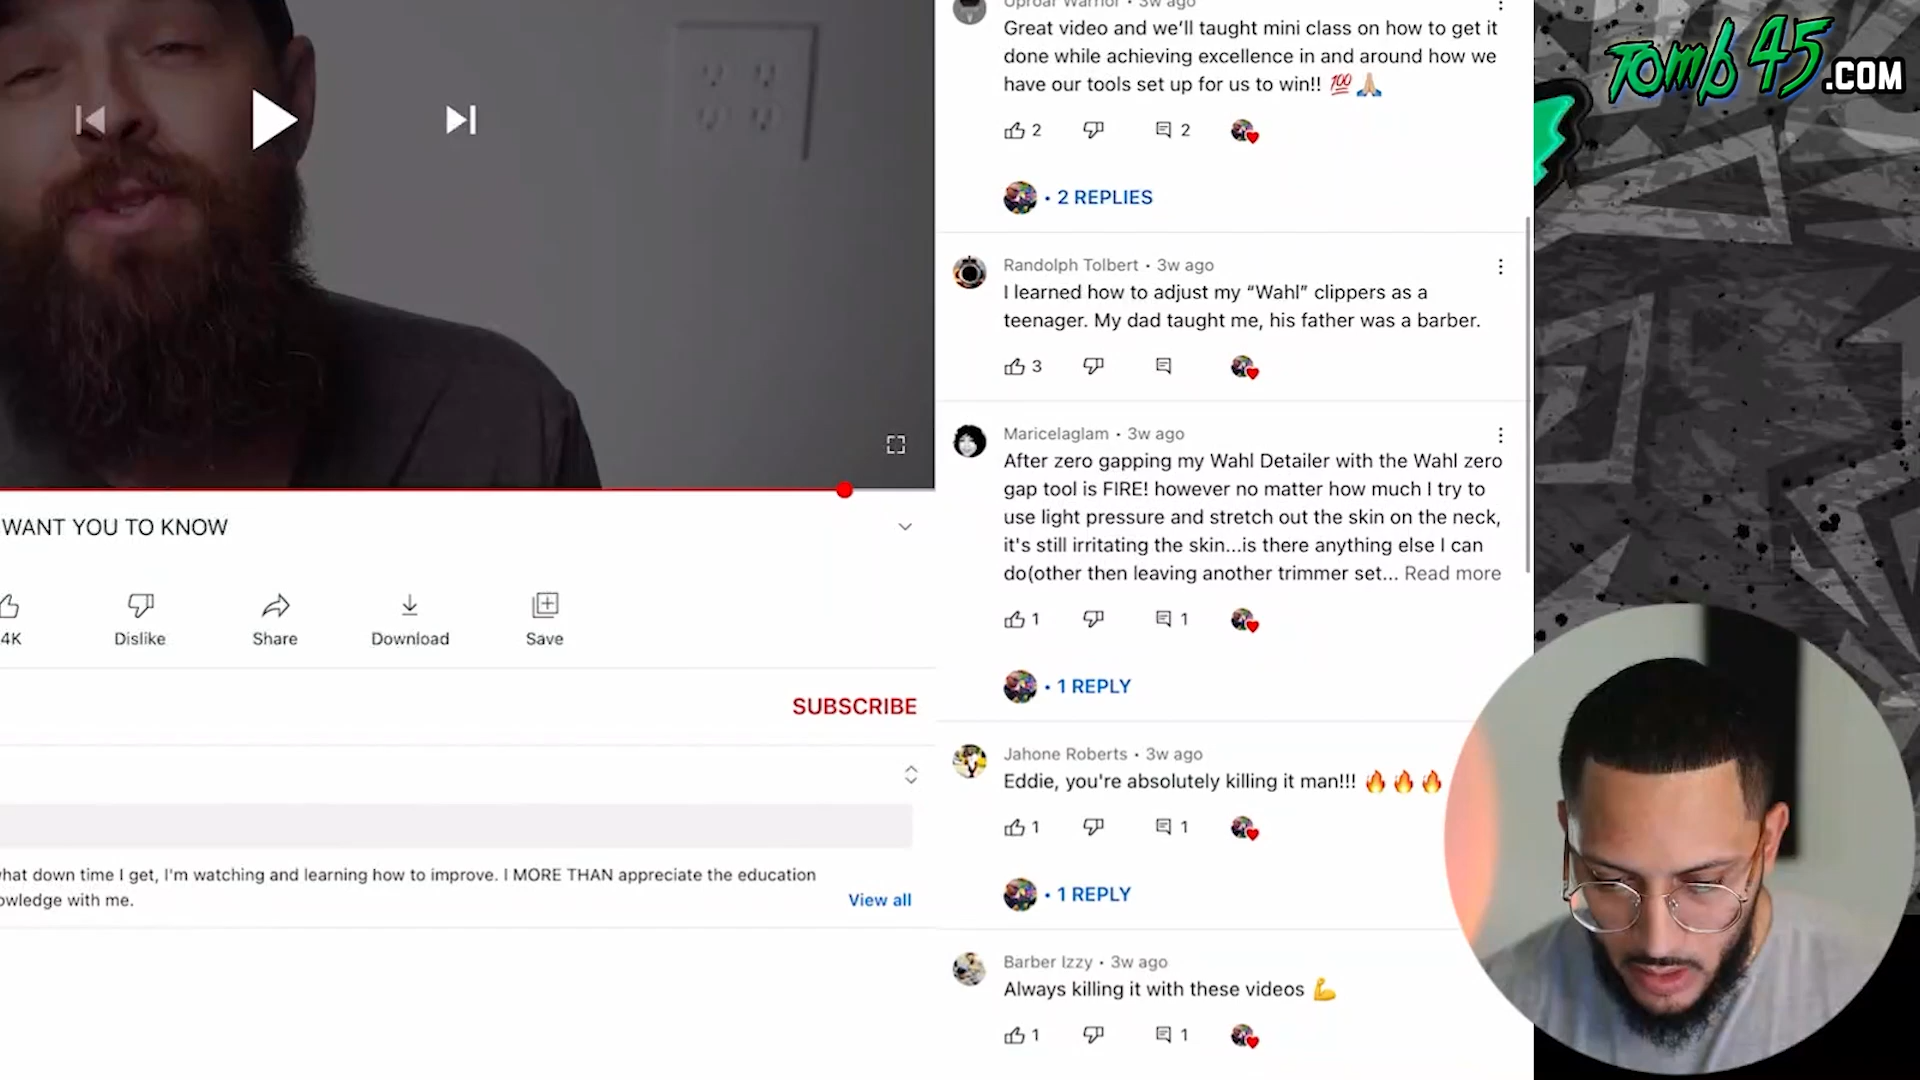 Uproar Warrior • 3w ago
Great video and we'll taught mini class on how to get it
done while achieving excellence in and around how we
have our tools set up for us to win!! 💯🙏🏼
2
2
• 2 REPLIES
Randolph Tolbert • 3w ago
I learned how to adjust my “Wahl” clippers as a
teenager. My dad taught me, his father was a barber.
3
Maricelaglam • 3w ago
After zero gapping my Wahl Detailer with the Wahl zero
gap tool is FIRE! however no matter how much I try to
use light pressure and stretch out the skin on the neck,
it's still irritating the skin...is there anything else I can
do(other then leaving another trimmer set... Read more
1
1
• 1 REPLY
Jahone Roberts • 3w ago
Eddie, you're absolutely killing it man!!! 🔥🔥🔥
1
1
• 1 REPLY
Barber Izzy • 3w ago
Always killing it with these videos 💪
1
1
WANT YOU TO KNOW
4K
Dislike
Share
Download
Save
SUBSCRIBE
hat down time I get, I'm watching and learning how to improve. I MORE THAN appreciate the education
owledge with me.
View all
TOMB 45.COM